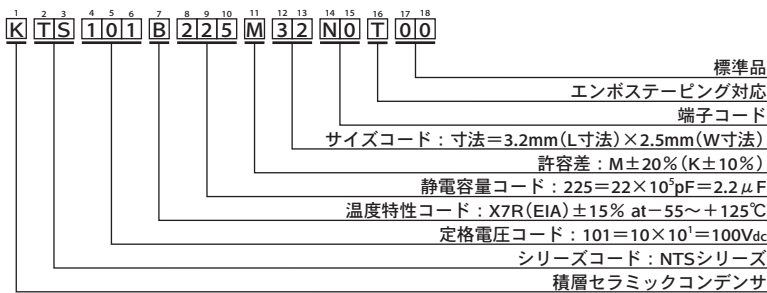 1 2 3 4 5 6 7 8 9 10 11 12 13 14 15 16 17 18
K T S 1 0 1 B 2 2 5 M 3 2 N 0 T 0 0
標準品
エンボステーピング対応
端子コード
サイズコード：寸法＝3.2mm（L寸法）×2.5mm（W寸法）
許容差：M±20％（K±10％）
静電容量コード：225＝22×10⁵pF＝2.2μF
温度特性コード：X7R（EIA）±15％ at－55～＋125℃
定格電圧コード：101＝10×10¹＝100Vdc
シリーズコード：NTSシリーズ
積層セラミックコンデンサ